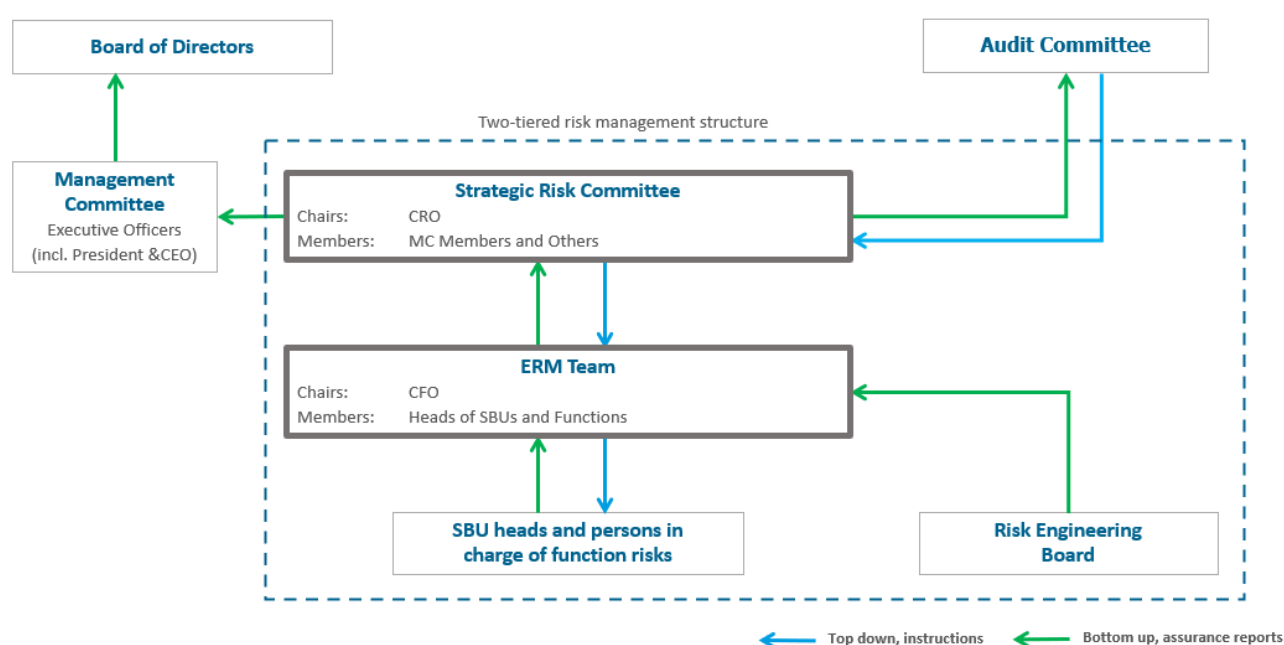 Board of Directors
Audit Committee
Two-tiered risk management structure
Management
Committee
Executive Officers
(incl. President &CEO)
Strategic Risk Committee
Chairs: CRO
Members: MC Members and Others
ERM Team
Chairs: CFO
Members: Heads of SBUs and Functions
SBU heads and persons in
charge of function risks
Risk Engineering
Board
Top down, instructions
Bottom up, assurance reports